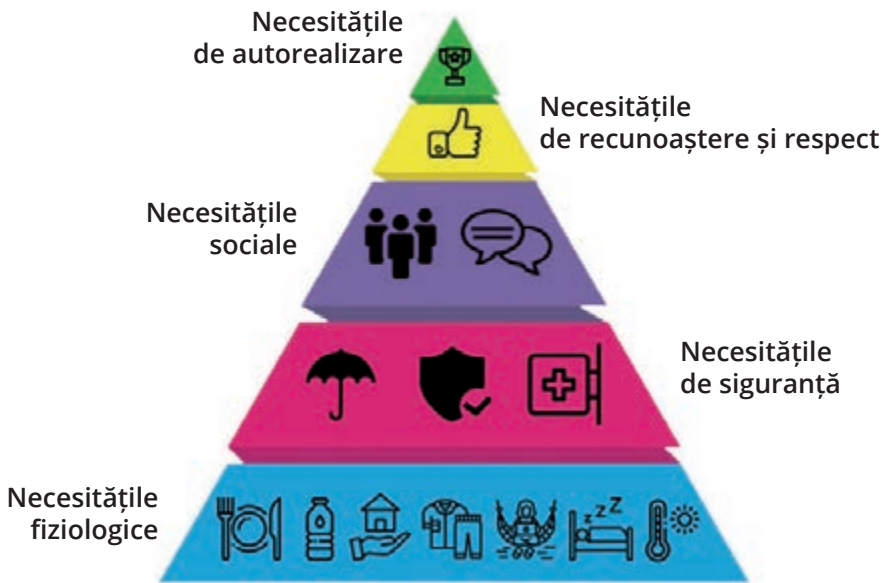 Necesitățile
de autorealizare
Necesitățile
de recunoaștere și respect
Necesitățile
sociale
Necesitățile
de siguranță
Necesitățile
fiziologice
z z Z